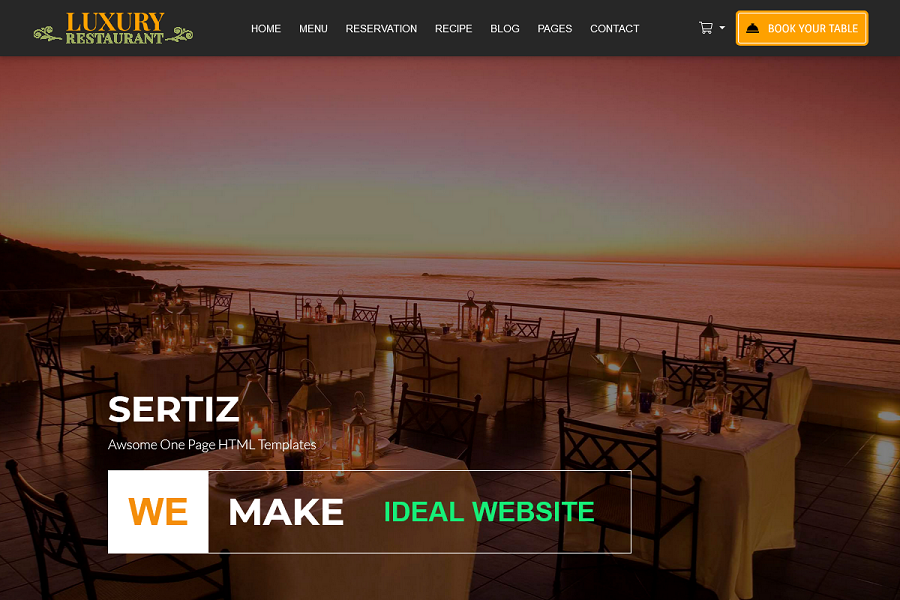 LUXURY
RESTAURANT
HOME MENU RESERVATION RECIPE BLOG PAGES CONTACT
BOOK YOUR TABLE
SERTIZ
Awsome One Page HTML Templates
WE MAKE IDEAL WEBSITE